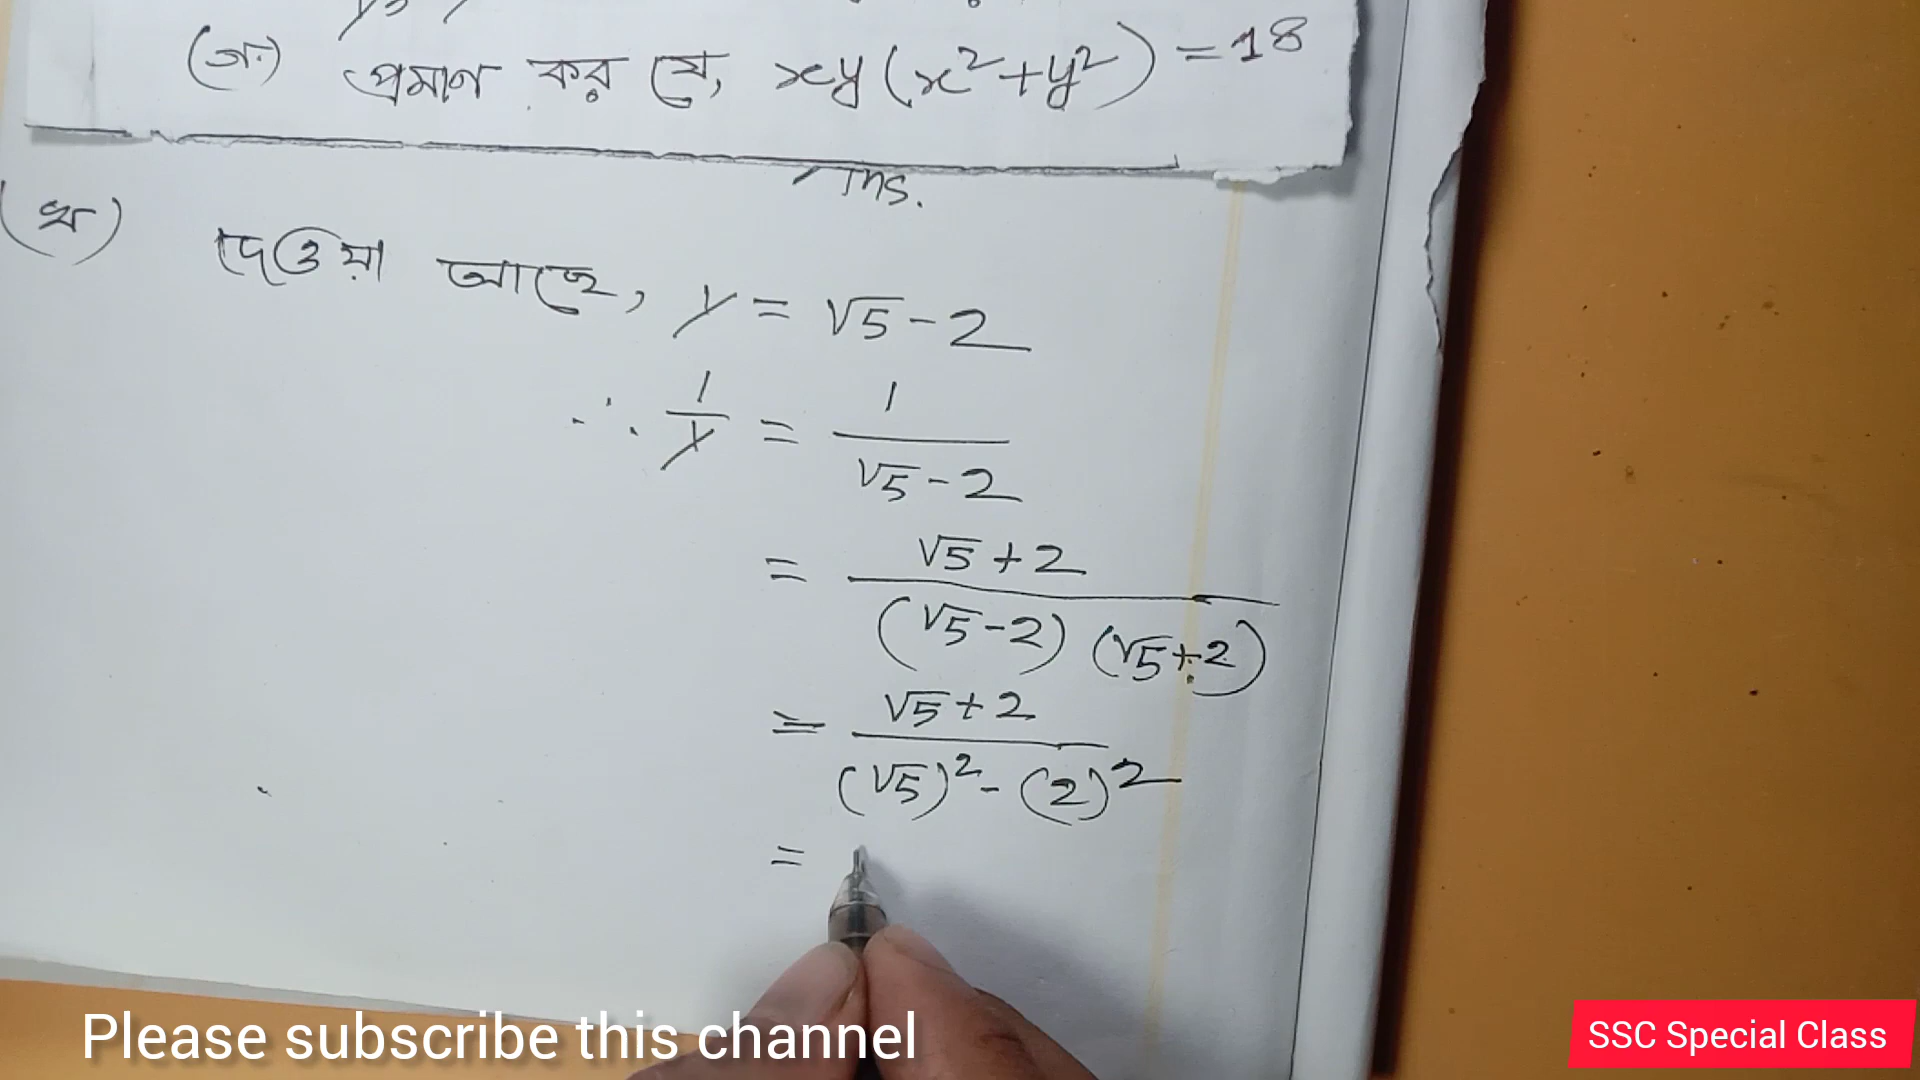 (গ.) প্রমাণ কর যে, xy(x²+y²) = 18
Ans.
(খ) দেওয়া আছে, y = √5 - 2
∴ 1/y = 1/(√5 - 2)
= (√5 + 2)/((√5 - 2) (√5 + 2))
= (√5 + 2)/((√5)² - (2)²)
=
Please subscribe this channel
SSC Special Class